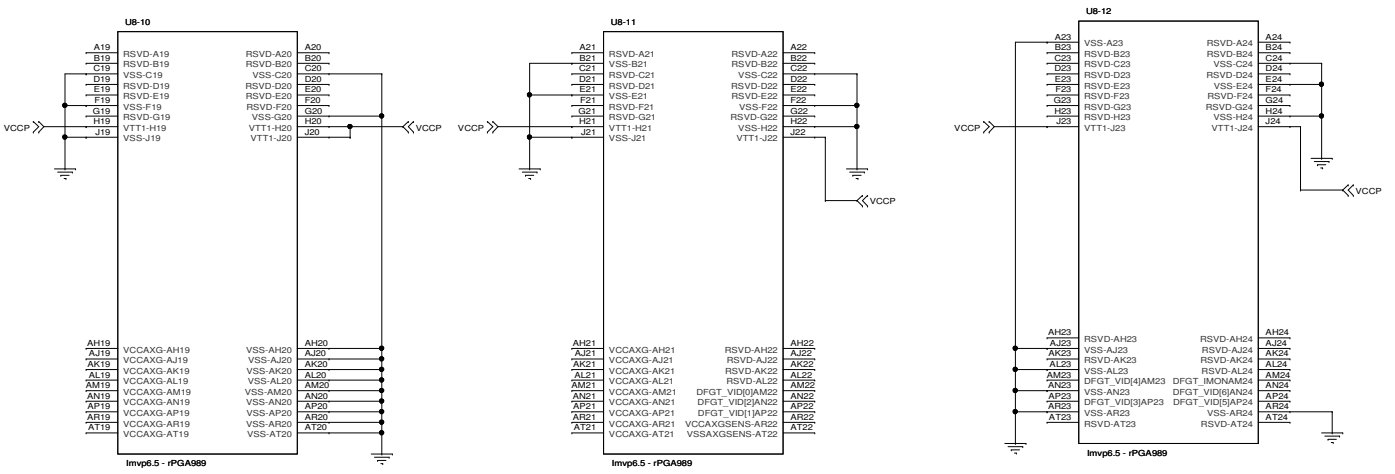 U8-10
A19 RSVD-A19 RSVD-A20 A20
B19 RSVD-B19 RSVD-B20 B20
C19 VSS-C19 VSS-C20 C20
D19 RSVD-D19 RSVD-D20 D20
E19 RSVD-E19 RSVD-E20 E20
F19 VSS-F19 RSVD-F20 F20
G19 RSVD-G19 VSS-G20 G20
VCCP H19 VTT1-H19 VTT1-H20 H20 VCCP
J19 VSS-J19 VTT1-J20 J20
AH19 VCCAXG-AH19 VSS-AH20 AH20
AJ19 VCCAXG-AJ19 VSS-AJ20 AJ20
AK19 VCCAXG-AK19 VSS-AK20 AK20
AL19 VCCAXG-AL19 VSS-AL20 AL20
AM19 VCCAXG-AM19 VSS-AM20 AM20
AN19 VCCAXG-AN19 VSS-AN20 AN20
AP19 VCCAXG-AP19 VSS-AP20 AP20
AR19 VCCAXG-AR19 VSS-AR20 AR20
AT19 VCCAXG-AT19 VSS-AT20 AT20
Imvp6.5 - rPGA989
U8-11
A21 RSVD-A21 RSVD-A22 A22
B21 VSS-B21 RSVD-B22 B22
C21 RSVD-C21 VSS-C22 C22
D21 RSVD-D21 RSVD-D22 D22
E21 VSS-E21 RSVD-E22 E22
F21 RSVD-F21 VSS-F22 F22
G21 RSVD-G21 RSVD-G22 G22
VCCP H21 VTT1-H21 VSS-H22 H22
J21 VSS-J21 VTT1-J22 J22
VCCP
AH21 VCCAXG-AH21 RSVD-AH22 AH22
AJ21 VCCAXG-AJ21 RSVD-AJ22 AJ22
AK21 VCCAXG-AK21 RSVD-AK22 AK22
AL21 VCCAXG-AL21 RSVD-AL22 AL22
AM21 VCCAXG-AM21 DFGT_VID[0]AM22 AM22
AN21 VCCAXG-AN21 DFGT_VID[2]AN22 AN22
AP21 VCCAXG-AP21 DFGT_VID[1]AP22 AP22
AR21 VCCAXG-AR21 VCCAXGSENS-AR22 AR22
AT21 VCCAXG-AT21 VSSAXGSENS-AT22 AT22
Imvp6.5 - rPGA989
U8-12
A23 VSS-A23 RSVD-A24 A24
B23 RSVD-B23 RSVD-B24 B24
C23 RSVD-C23 VSS-C24 C24
D23 RSVD-D23 RSVD-D24 D24
E23 RSVD-E23 VSS-E24 E24
F23 RSVD-F23 RSVD-F24 F24
G23 RSVD-G23 RSVD-G24 G24
H23 RSVD-H23 VSS-H24 H24
VCCP J23 VTT1-J23 VTT1-J24 J24
VCCP
AH23 RSVD-AH23 RSVD-AH24 AH24
AJ23 VSS-AJ23 RSVD-AJ24 AJ24
AK23 RSVD-AK23 RSVD-AK24 AK24
AL23 VSS-AL23 RSVD-AL24 AL24
AM23 DFGT_VID[4]AM23 DFGT_IMONAM24 AM24
AN23 VSS-AN23 DFGT_VID[6]AN24 AN24
AP23 DFGT_VID[3]AP23 DFGT_VID[5]AP24 AP24
AR23 VSS-AR23 VSS-AR24 AR24
AT23 RSVD-AT23 RSVD-AT24 AT24
Imvp6.5 - rPGA989